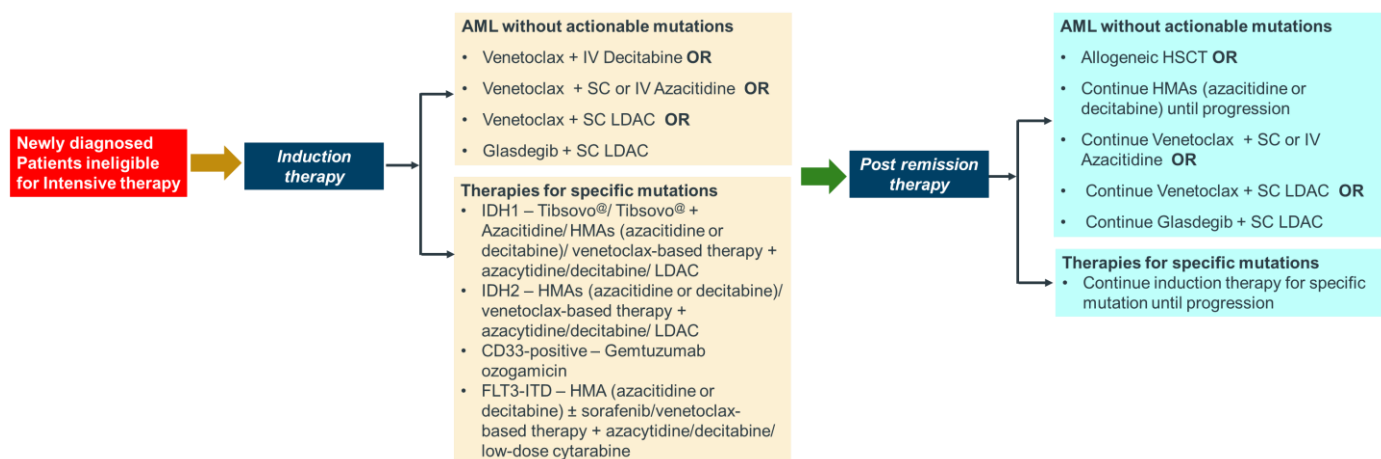 Newly diagnosed
Patients ineligible
for Intensive therapy
Induction
therapy
AML without actionable mutations
• Venetoclax + IV Decitabine OR
• Venetoclax + SC or IV Azacitidine OR
• Venetoclax + SC LDAC OR
• Glasdegib + SC LDAC
Therapies for specific mutations
• IDH1 – Tibsovo@/ Tibsovo@ +
Azacitidine/ HMAs (azacitidine or
decitabine)/ venetoclax-based therapy +
azacytidine/decitabine/ LDAC
• IDH2 – HMAs (azacitidine or decitabine)/
venetoclax-based therapy +
azacytidine/decitabine/ LDAC
• CD33-positive – Gemtuzumab
ozogamicin
• FLT3-ITD – HMA (azacitidine or
decitabine) ± sorafenib/venetoclax-
based therapy + azacytidine/decitabine/
low-dose cytarabine
Post remission
therapy
AML without actionable mutations
• Allogeneic HSCT OR
• Continue HMAs (azacitidine or
decitabine) until progression
• Continue Venetoclax + SC or IV
Azacitidine OR
• Continue Venetoclax + SC LDAC OR
• Continue Glasdegib + SC LDAC
Therapies for specific mutations
• Continue induction therapy for specific
mutation until progression